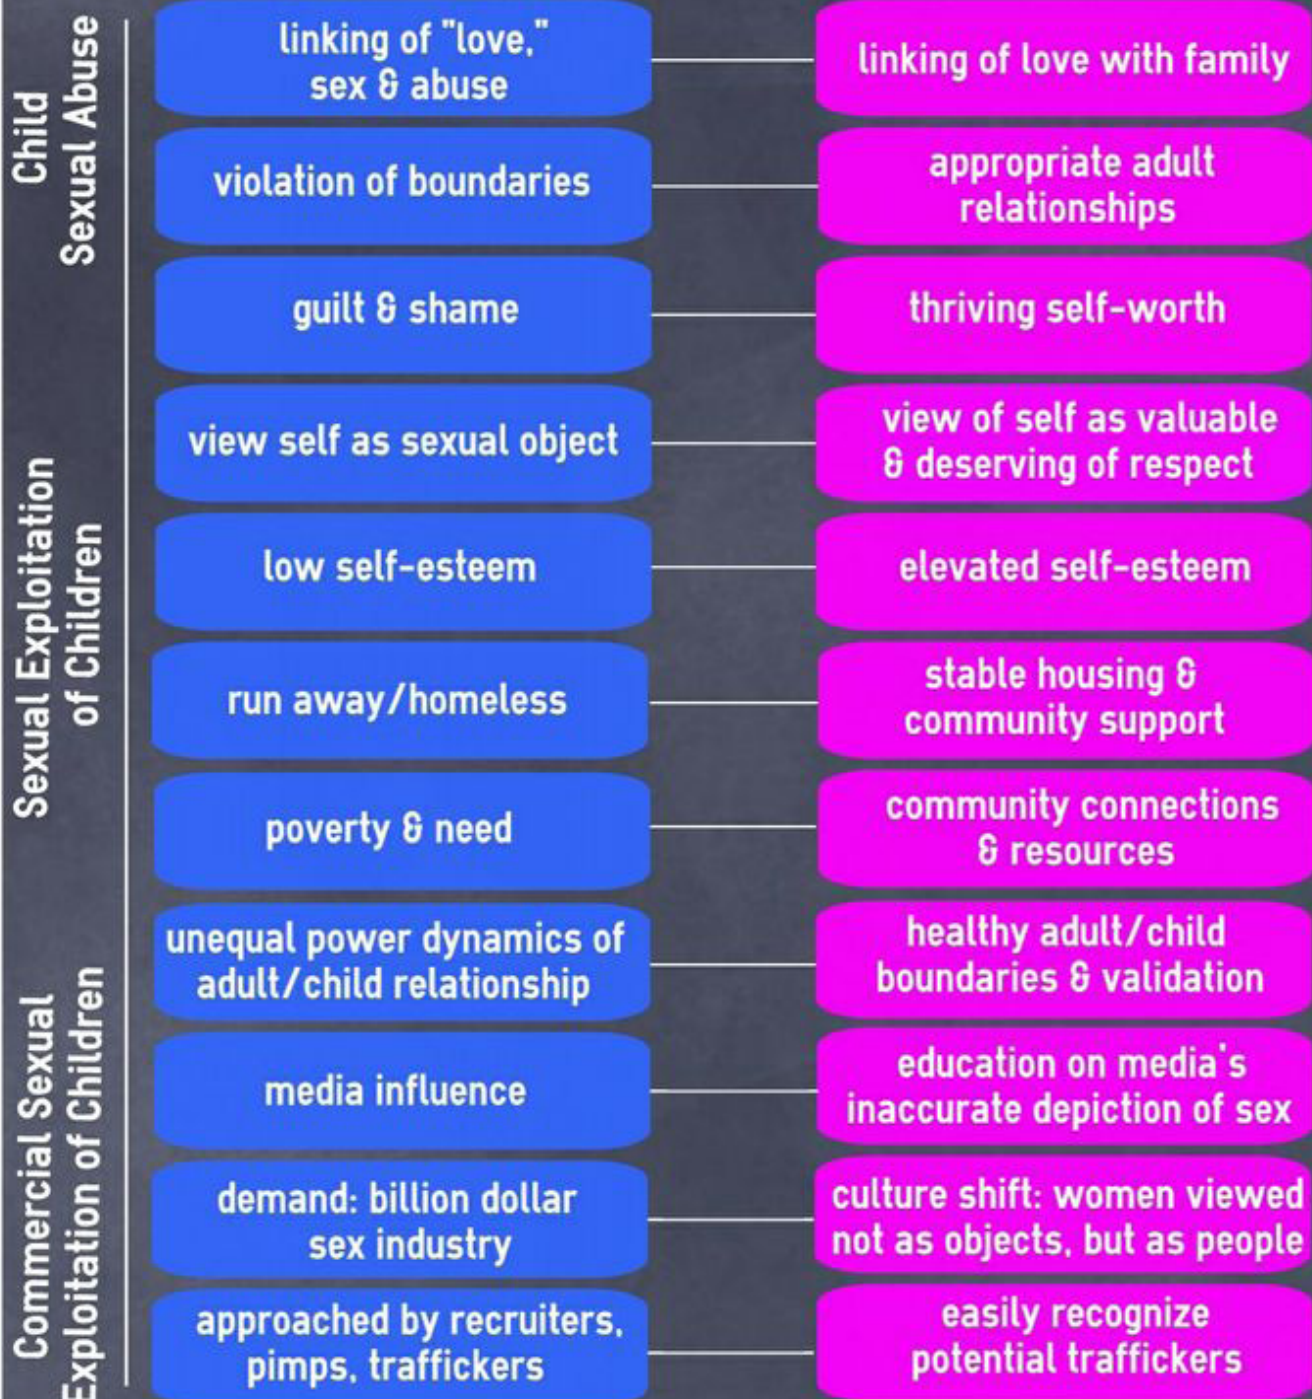 Child
Sexual Abuse
linking of "love,"
sex & abuse
linking of love with family
violation of boundaries
appropriate adult
relationships
guilt & shame
thriving self-worth
Sexual Exploitation
of Children
view self as sexual object
view of self as valuable
& deserving of respect
low self-esteem
elevated self-esteem
run away/homeless
stable housing &
community support
poverty & need
community connections
& resources
Commercial Sexual
Exploitation of Children
unequal power dynamics of
adult/child relationship
healthy adult/child
boundaries & validation
media influence
education on media's
inaccurate depiction of sex
demand: billion dollar
sex industry
culture shift: women viewed
not as objects, but as people
approached by recruiters,
pimps, traffickers
easily recognize
potential traffickers